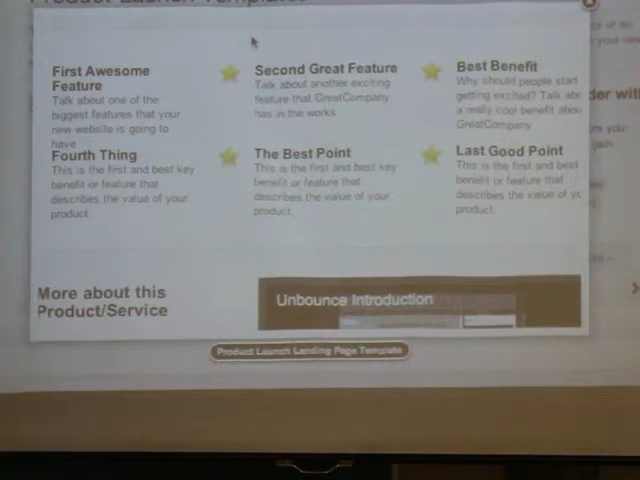 Product Launch Templates
First Awesome
Feature
Talk about one of the
biggest features that your
new website is going to
have
Second Great Feature
Talk about another exciting
feature that GreatCompany
has in the works
Best Benefit
Why should people start
getting excited? Talk abo
a really cool benefit abou
GreatCompany
Fourth Thing
This is the first and best key
benefit or feature that
describes the value of your
product.
The Best Point
This is the first and best key
benefit or feature that
describes the value of your
product.
Last Good Point
This is the first and best
benefit or feature that
describes the value of yo
product.
More about this
Product/Service
Unbounce Introduction
Product Launch Landing Page Template